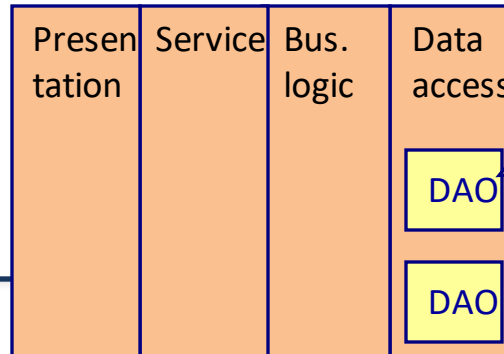 Presen
tation
Service
Bus.
logic
Data
access
DAO
DAO